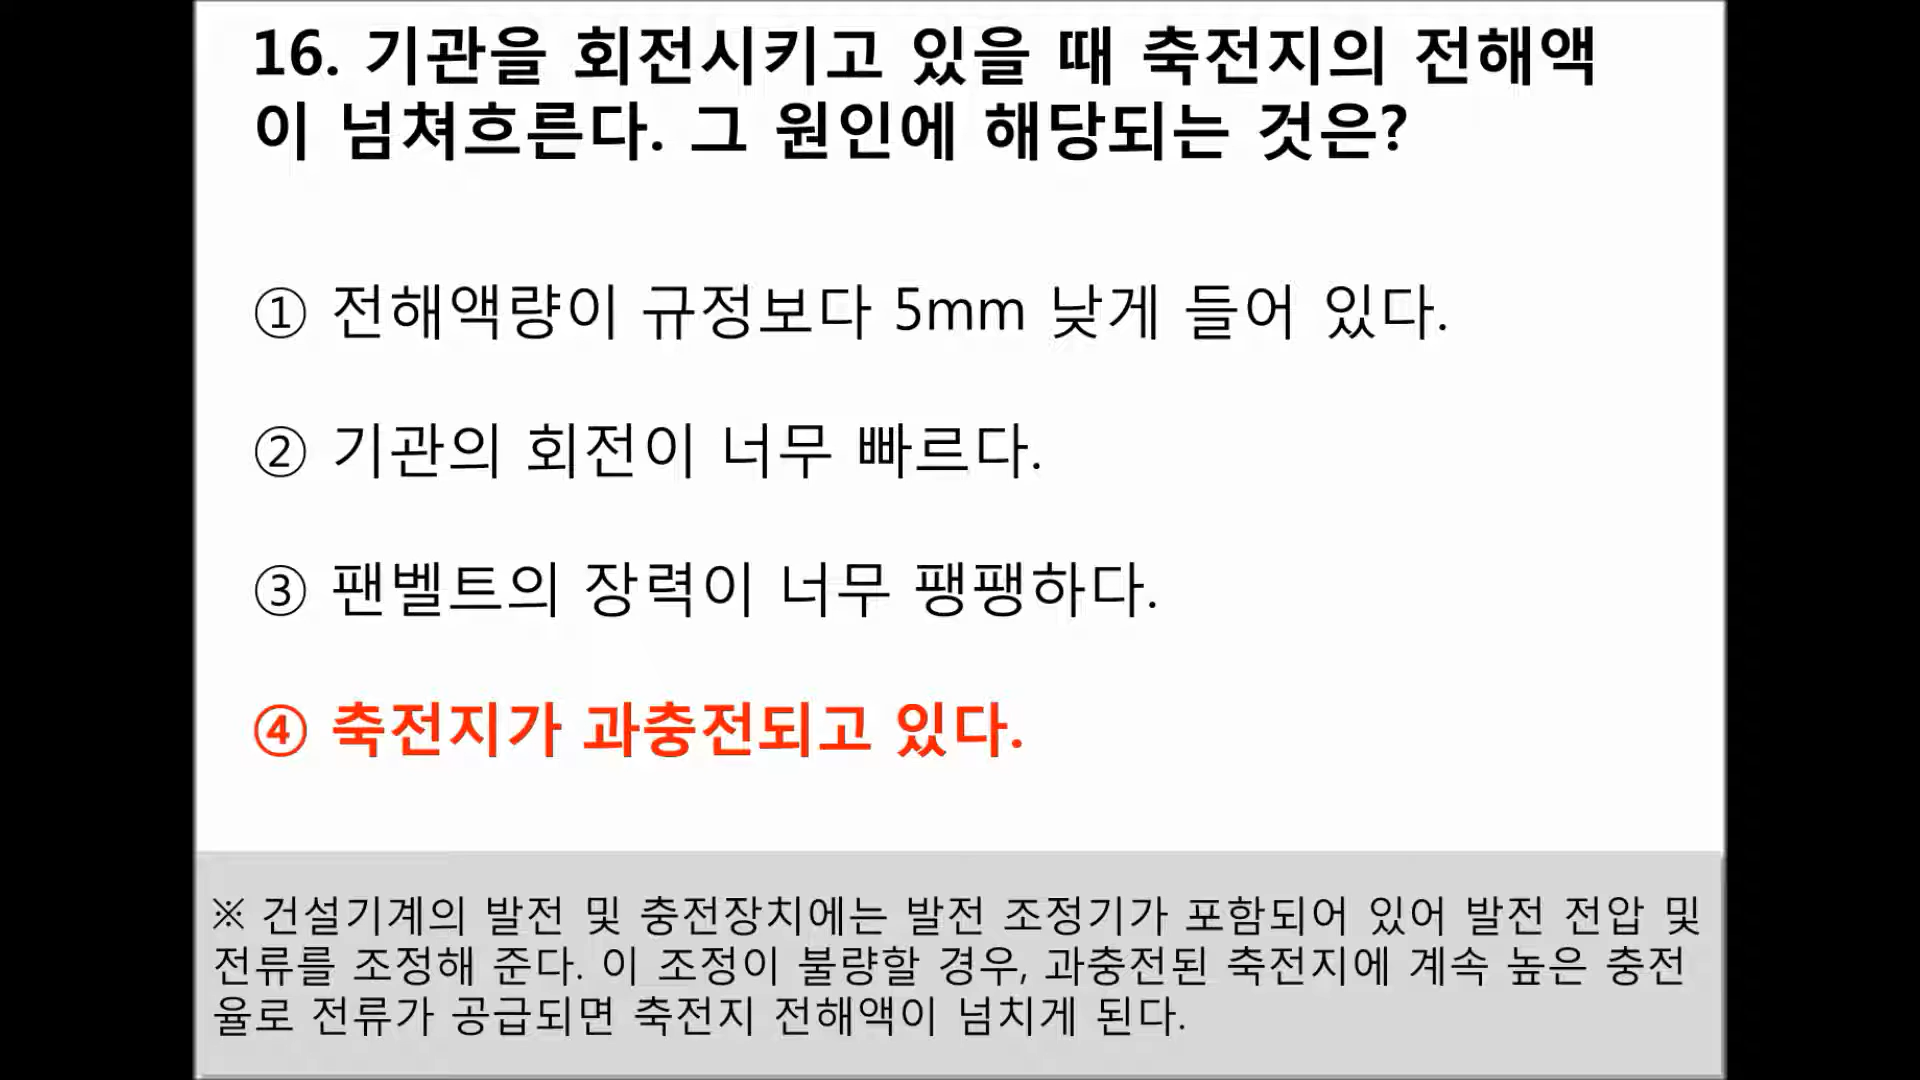 16. 기관을 회전시키고 있을 때 축전지의 전해액
이 넘쳐흐른다. 그 원인에 해당되는 것은?
① 전해액량이 규정보다 5mm 낮게 들어 있다.
② 기관의 회전이 너무 빠르다.
③ 팬벨트의 장력이 너무 팽팽하다.
④ 축전지가 과충전되고 있다.
※ 건설기계의 발전 및 충전장치에는 발전 조정기가 포함되어 있어 발전 전압 및
전류를 조정해 준다. 이 조정이 불량할 경우, 과충전된 축전지에 계속 높은 충전
율로 전류가 공급되면 축전지 전해액이 넘치게 된다.